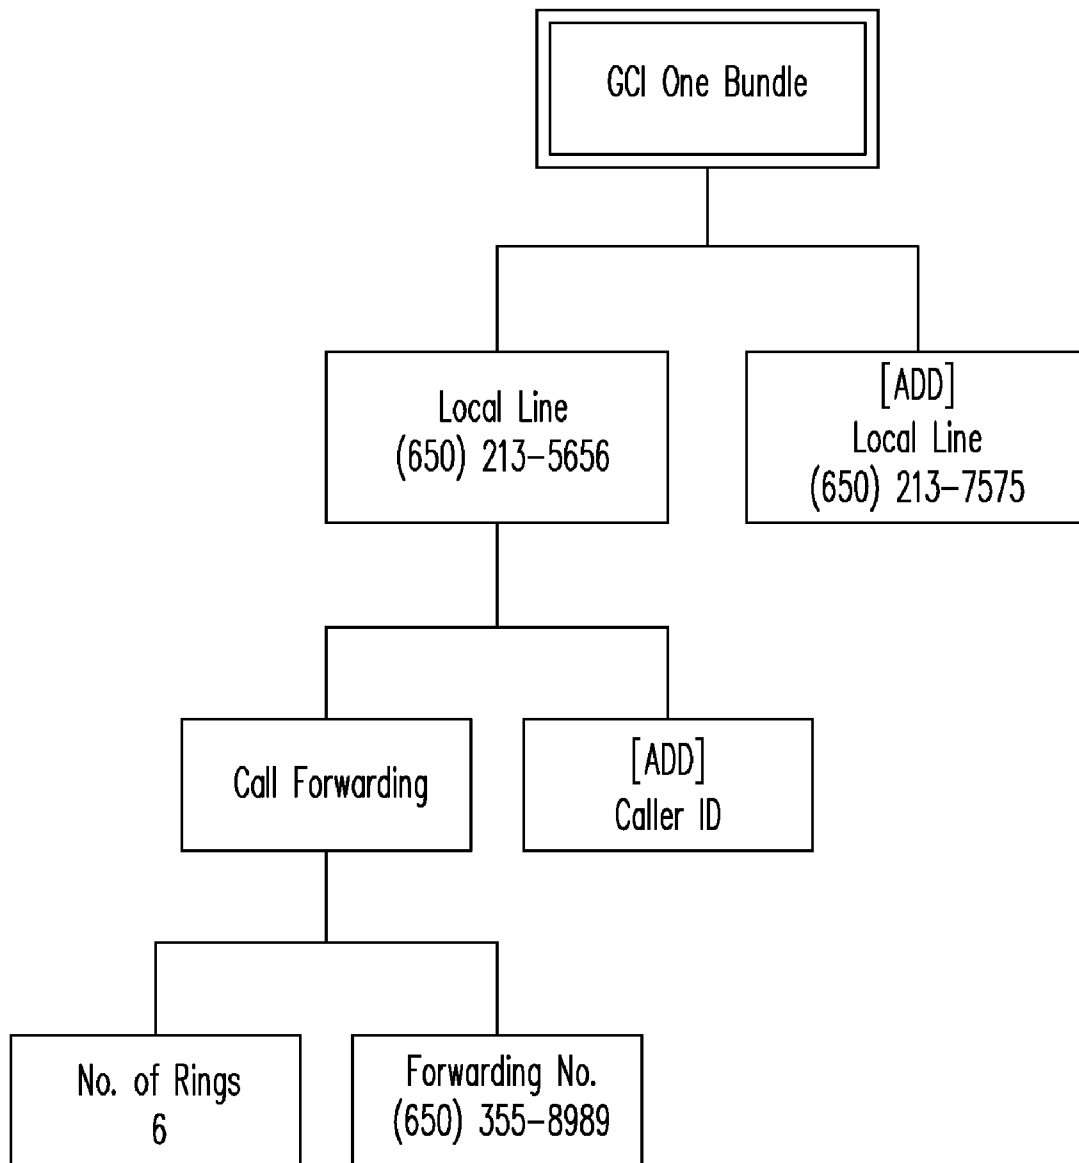 GCI One Bundle
Local Line
(650) 213-5656
[ADD]
Local Line
(650) 213-7575
Call Forwarding
[ADD]
Caller ID
No. of Rings
6
Forwarding No.
(650) 355-8989